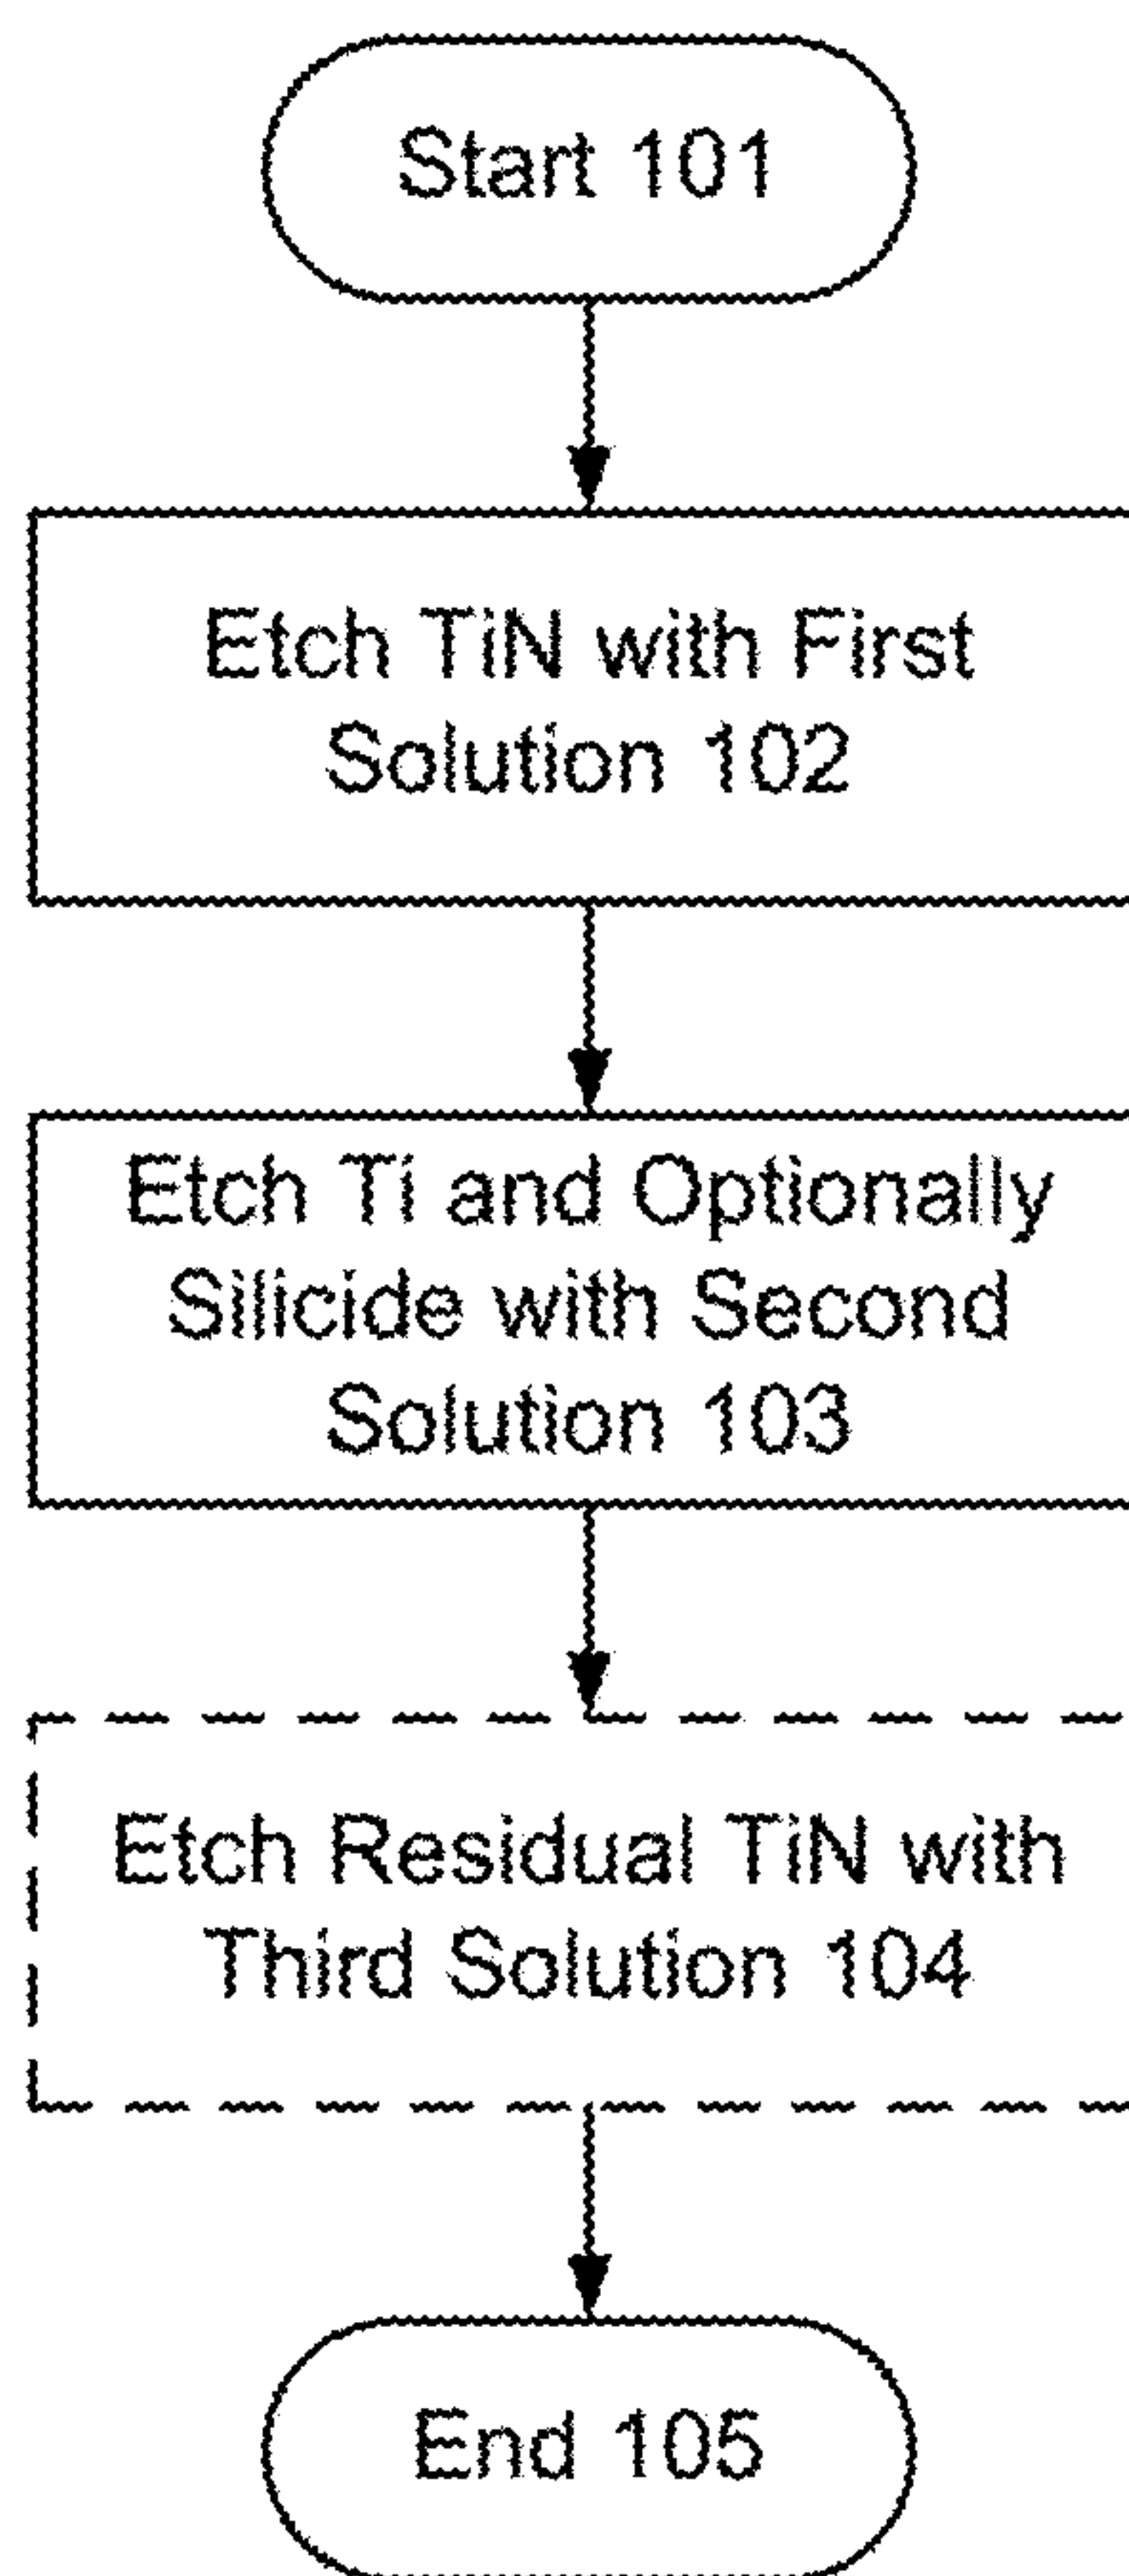 Start 101
Etch TiN with First
Solution 102
Etch Ti and Optionally
Silicide with Second
Solution 103
Etch Residual TiN with
Third Solution 104
End 105